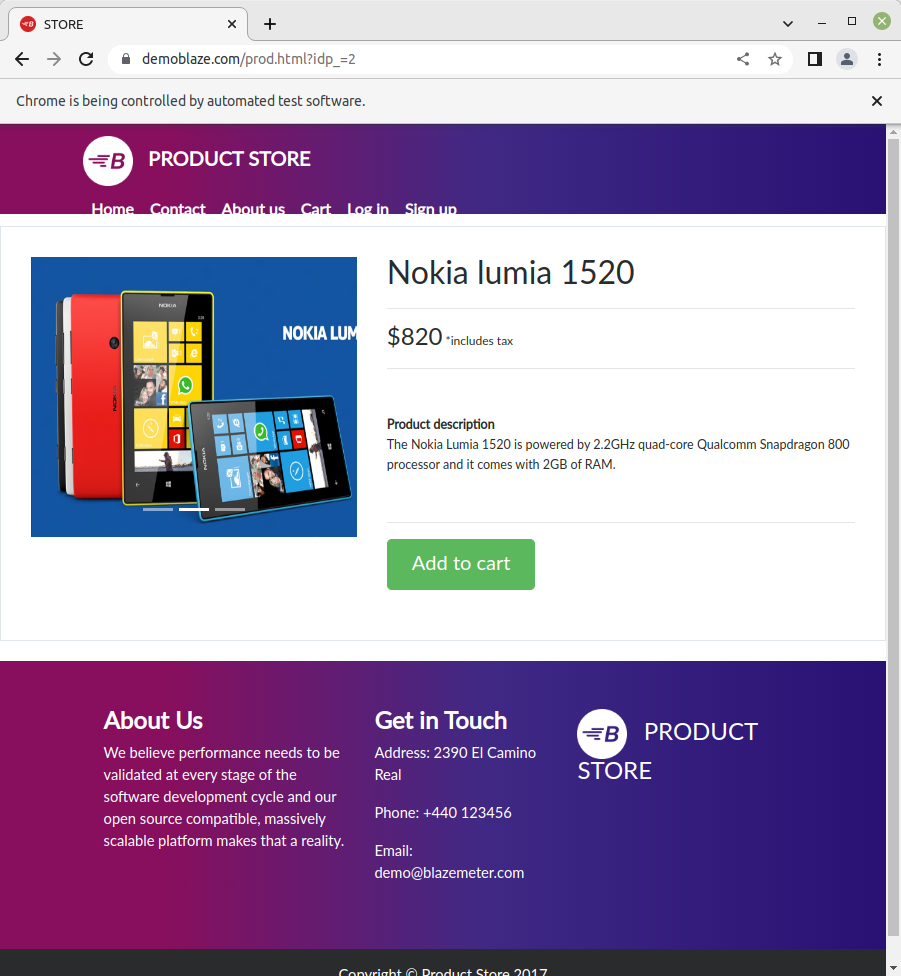 STORE
demoblaze.com/prod.html?idp_=2
Chrome is being controlled by automated test software.
B PRODUCT STORE
Home Contact About us Cart Log in Sign up
NOKIA LUM
NOKIA
NOKIA
NOKIA
Nokia lumia 1520
$820 *includes tax
Product description
The Nokia Lumia 1520 is powered by 2.2GHz quad-core Qualcomm Snapdragon 800
processor and it comes with 2GB of RAM.
Add to cart
About Us
We believe performance needs to be
validated at every stage of the
software development cycle and our
open source compatible, massively
scalable platform makes that a reality.
Get in Touch
Address: 2390 El Camino
Real
Phone: +440 123456
Email:
demo@blazemeter.com
B PRODUCT
STORE
Copyright © Product Store 2017